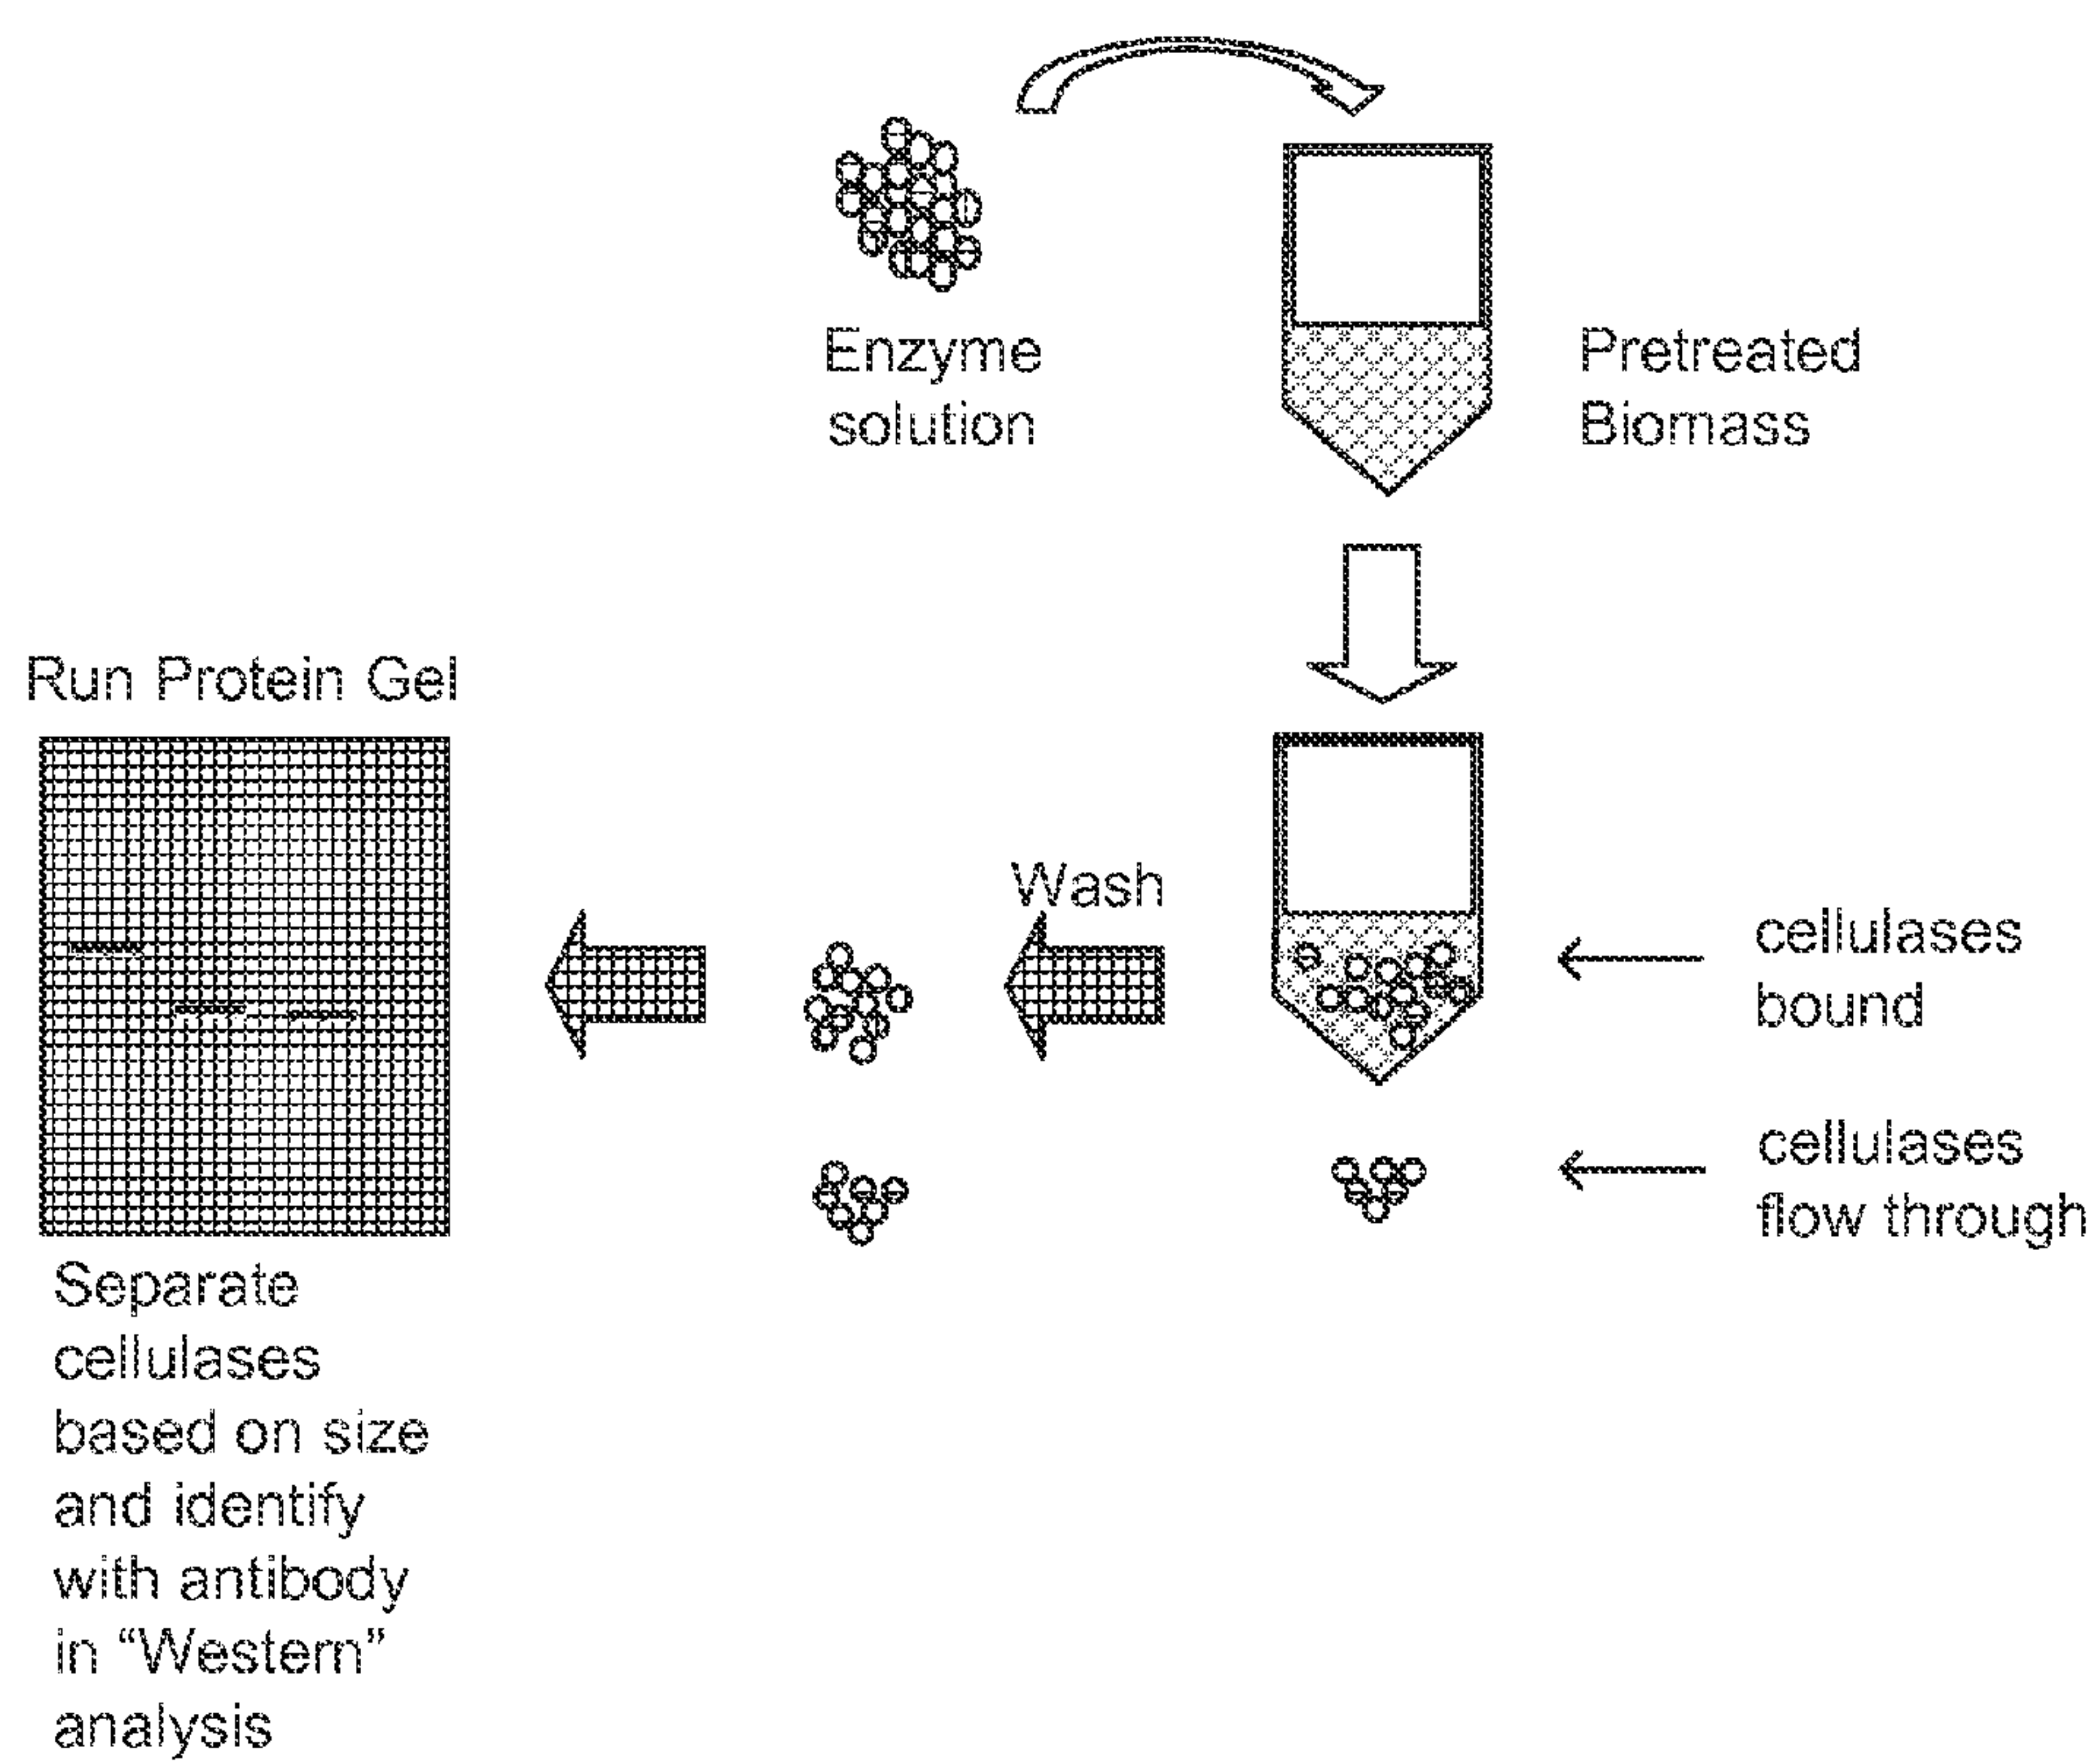 Enzyme
solution
Pretreated
Biomass
Run Protein Gel
Wash
cellulases
bound
cellulases
flow through
Separate
cellulases
based on size
and identify
with antibody
in “Western”
analysis